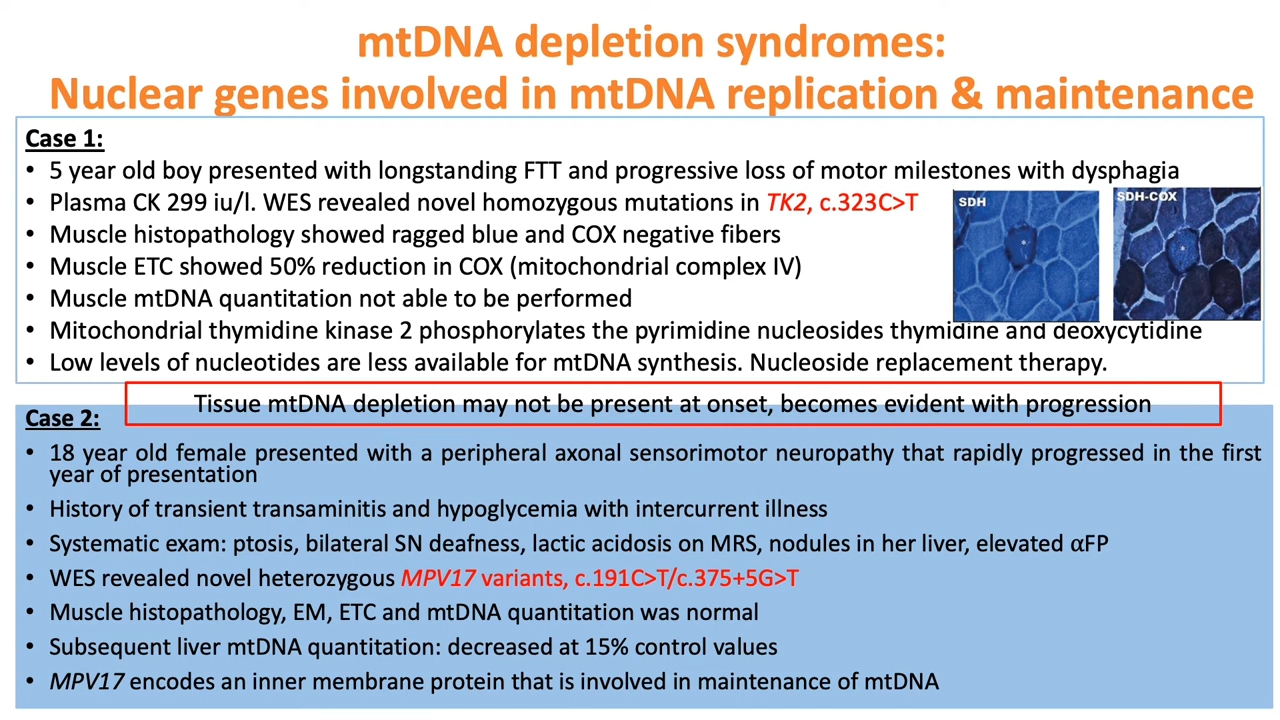 mtDNA depletion syndromes:
Nuclear genes involved in mtDNA replication & maintenance
Case 1:
• 5 year old boy presented with longstanding FTT and progressive loss of motor milestones with dysphagia
• Plasma CK 299 iu/l. WES revealed novel homozygous mutations in TK2, c.323C>T
• Muscle histopathology showed ragged blue and COX negative fibers
• Muscle ETC showed 50% reduction in COX (mitochondrial complex IV)
• Muscle mtDNA quantitation not able to be performed
• Mitochondrial thymidine kinase 2 phosphorylates the pyrimidine nucleosides thymidine and deoxycytidine
• Low levels of nucleotides are less available for mtDNA synthesis. Nucleoside replacement therapy.
SDH
SDH-COX
Tissue mtDNA depletion may not be present at onset, becomes evident with progression
Case 2:
• 18 year old female presented with a peripheral axonal sensorimotor neuropathy that rapidly progressed in the first
year of presentation
• History of transient transaminitis and hypoglycemia with intercurrent illness
• Systematic exam: ptosis, bilateral SN deafness, lactic acidosis on MRS, nodules in her liver, elevated αFP
• WES revealed novel heterozygous MPV17 variants, c.191C>T/c.375+5G>T
• Muscle histopathology, EM, ETC and mtDNA quantitation was normal
• Subsequent liver mtDNA quantitation: decreased at 15% control values
• MPV17 encodes an inner membrane protein that is involved in maintenance of mtDNA